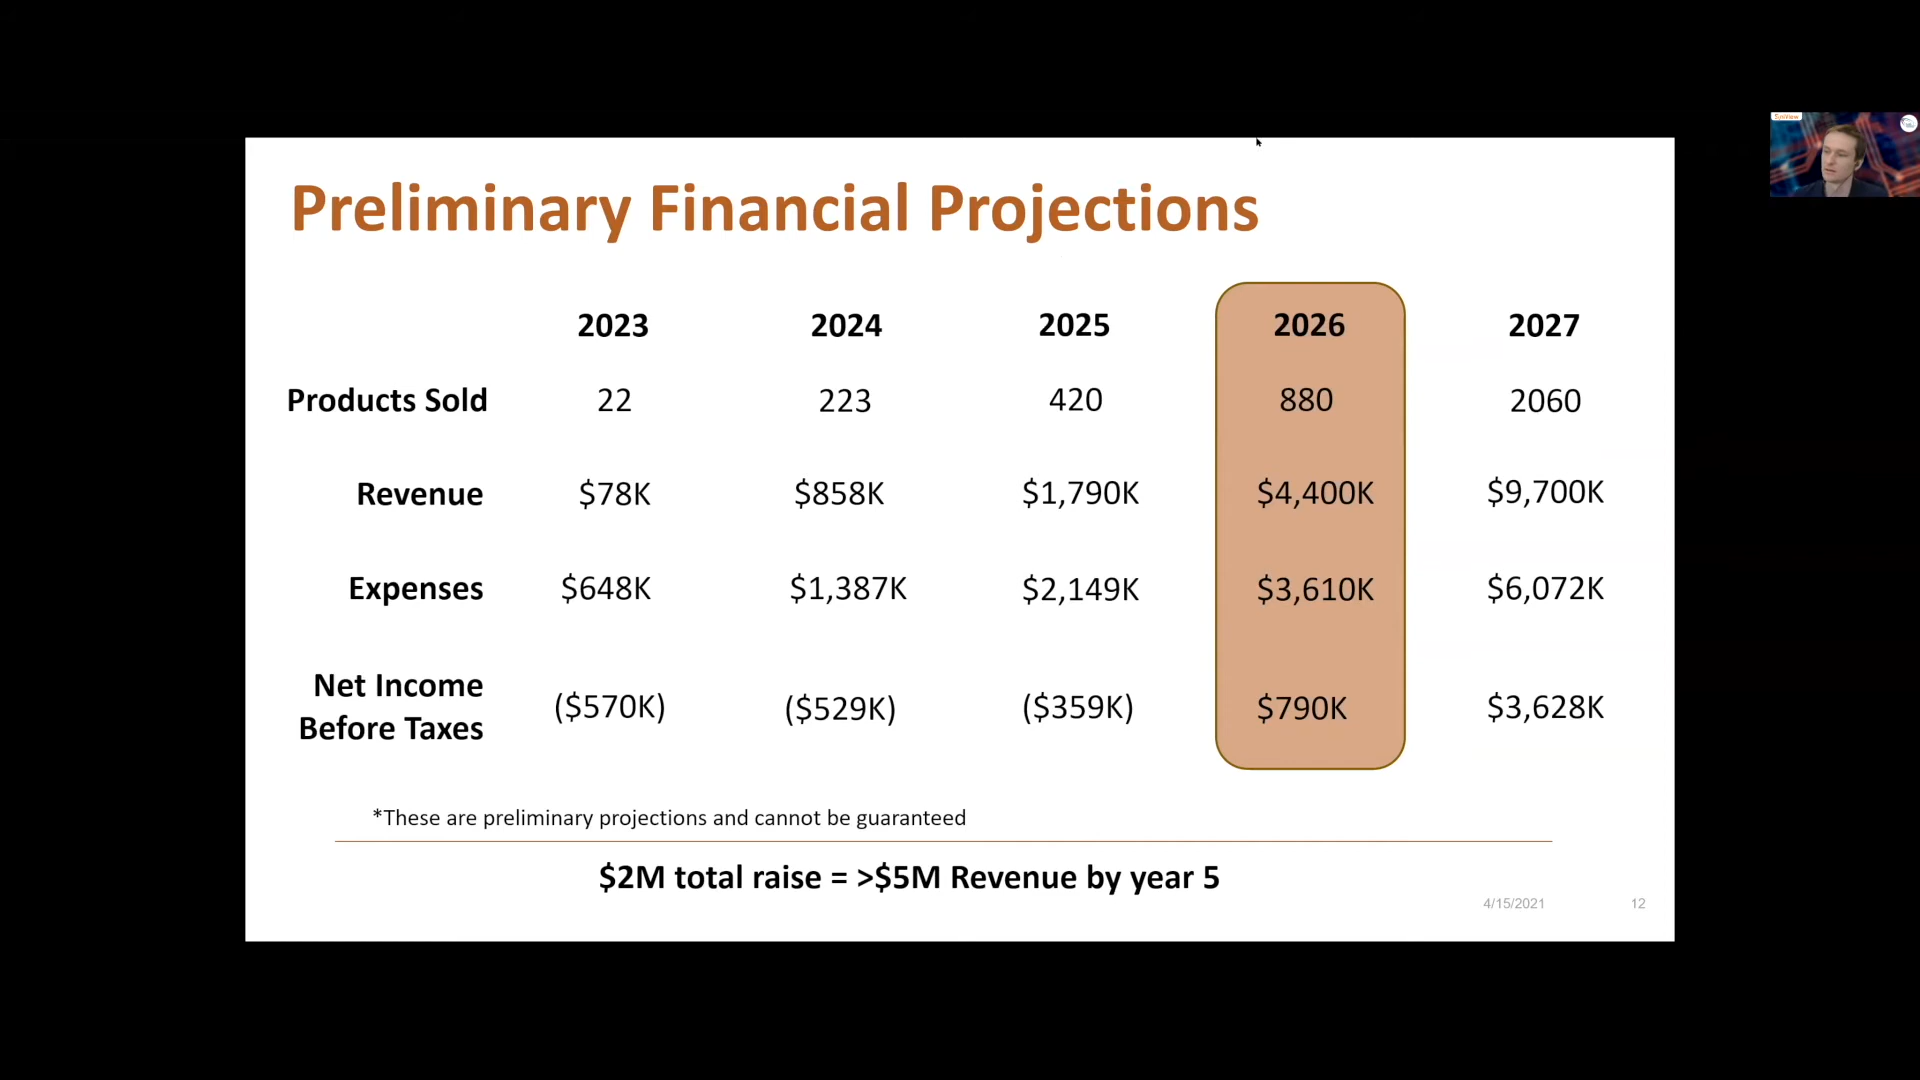 Preliminary Financial Projections
2023 2024 2025 2026 2027
Products Sold 22 223 420 880 2060
Revenue $78K $858K $1,790K $4,400K $9,700K
Expenses $648K $1,387K $2,149K $3,610K $6,072K
Net Income
Before Taxes ($570K) ($529K) ($359K) $790K $3,628K
*These are preliminary projections and cannot be guaranteed
$2M total raise = >$5M Revenue by year 5
4/15/2021 12